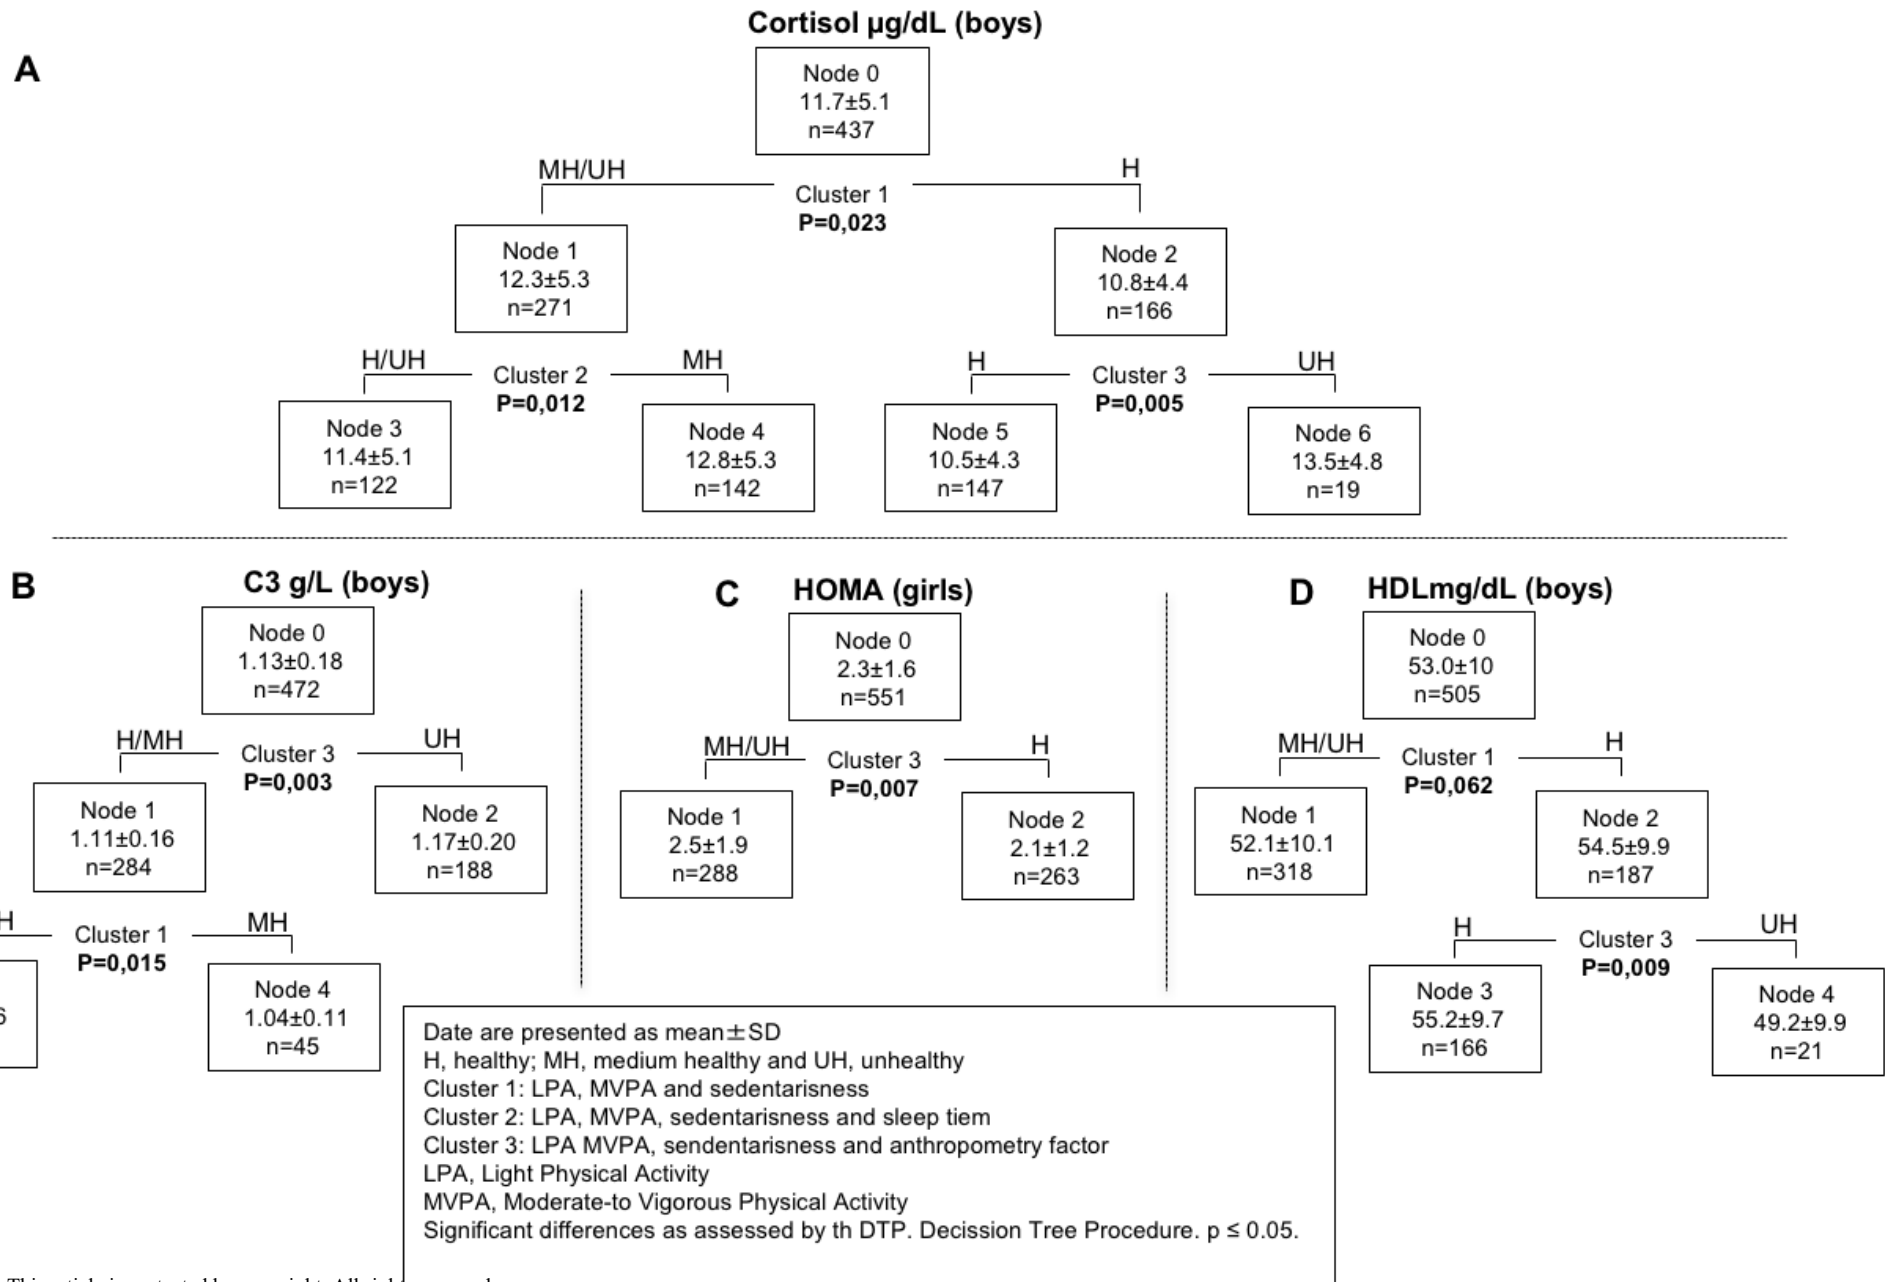 Cortisol µg/dL (boys)
A
Node 0
11.7±5.1
n=437
MH/UH
H
Cluster 1
P=0,023
Node 1
12.3±5.3
n=271
Node 2
10.8±4.4
n=166
H/UH
MH
Cluster 2
P=0,012
H
UH
Cluster 3
P=0,005
Node 3
11.4±5.1
n=122
Node 4
12.8±5.3
n=142
Node 5
10.5±4.3
n=147
Node 6
13.5±4.8
n=19
B
C3 g/L (boys)
Node 0
1.13±0.18
n=472
H/MH
UH
Cluster 3
P=0,003
Node 1
1.11±0.16
n=284
Node 2
1.17±0.20
n=188
H
MH
Cluster 1
P=0,015
6
Node 4
1.04±0.11
n=45
C
HOMA (girls)
Node 0
2.3±1.6
n=551
MH/UH
H
Cluster 3
P=0,007
Node 1
2.5±1.9
n=288
Node 2
2.1±1.2
n=263
D
HDLmg/dL (boys)
Node 0
53.0±10
n=505
MH/UH
H
Cluster 1
P=0,062
Node 1
52.1±10.1
n=318
Node 2
54.5±9.9
n=187
H
UH
Cluster 3
P=0,009
Node 3
55.2±9.7
n=166
Node 4
49.2±9.9
n=21
Date are presented as mean±SD
H, healthy; MH, medium healthy and UH, unhealthy
Cluster 1: LPA, MVPA and sedentarisness
Cluster 2: LPA, MVPA, sedentarisness and sleep tiem
Cluster 3: LPA MVPA, sendentarisness and anthropometry factor
LPA, Light Physical Activity
MVPA, Moderate-to Vigorous Physical Activity
Significant differences as assessed by th DTP. Decission Tree Procedure. p ≤ 0.05.